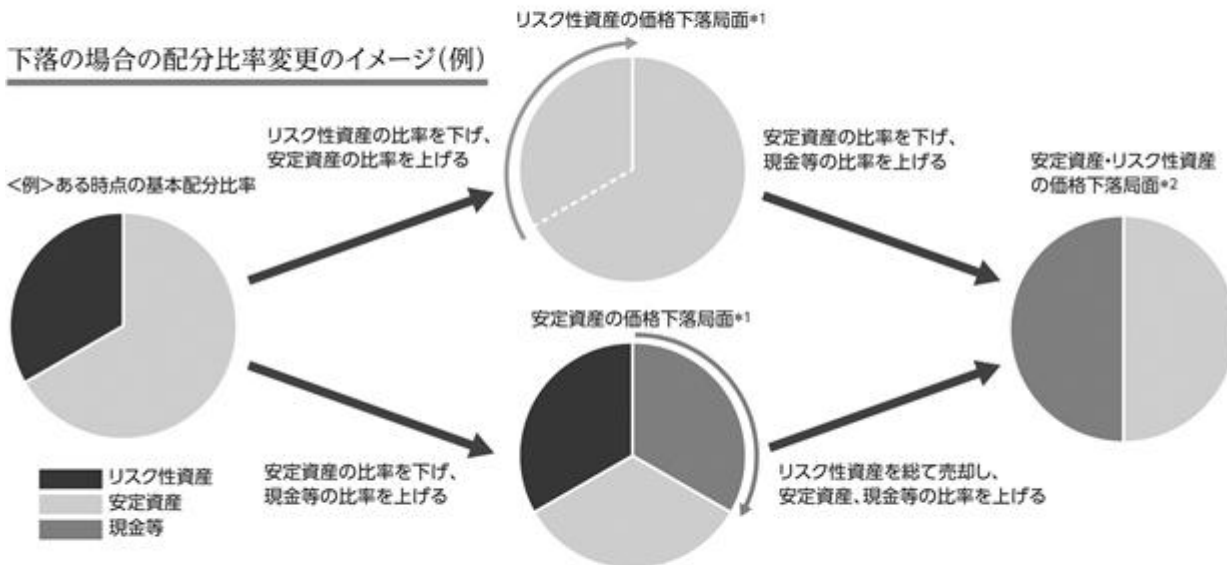 下落の場合の配分比率変更のイメージ(例)
リスク性資産の価格下落局面*1
リスク性資産の比率を下げ、
安定資産の比率を上げる
安定資産の比率を下げ、
現金等の比率を上げる
<例>ある時点の基本配分比率
安定資産・リスク性資産
の価格下落局面*2
安定資産の価格下落局面*1
リスク性資産
安定資産
現金等
安定資産の比率を下げ、
現金等の比率を上げる
リスク性資産を総て売却し、
安定資産、現金等の比率を上げる